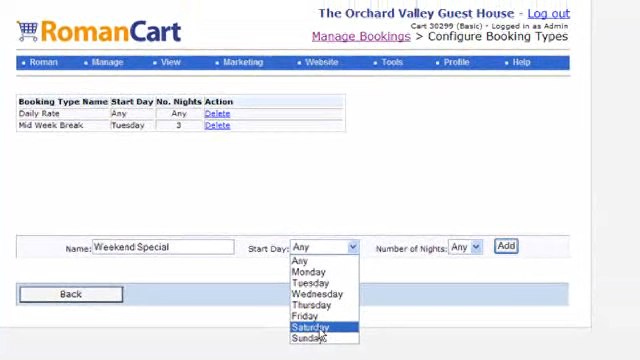 The Orchard Valley Guest House - Log out
RomanCart
Cart 30299 (Basic) - Logged in as Admin
Manage Bookings > Configure Booking Types
Roman Manage View Marketing Website Tools Profile Help
Booking Type Name Start Day No. Nights Action
Daily Rate Any Any Delete
Mid Week Break Tuesday 3 Delete
Name: Weekend Special Start Day: Any Number of Nights: Any Add
Any
Monday
Tuesday
Wednesday
Thursday
Friday
Saturday
Sunday
Back